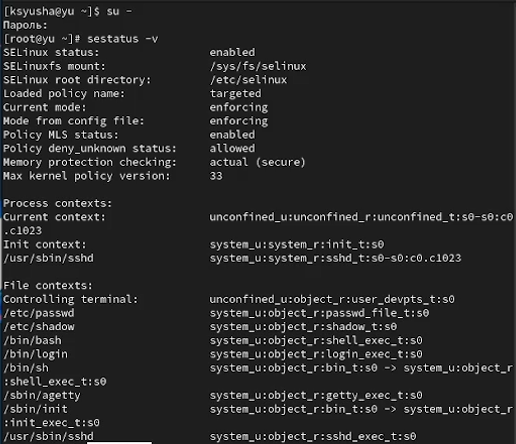 [ksyusha@yu ~]$ su -
Пароль:
[root@yu ~]# sestatus -v
SELinux status:                 enabled
SELinuxfs mount:                /sys/fs/selinux
SELinux root directory:         /etc/selinux
Loaded policy name:             targeted
Current mode:                   enforcing
Mode from config file:          enforcing
Policy MLS status:              enabled
Policy deny_unknown status:     allowed
Memory protection checking:     actual (secure)
Max kernel policy version:      33

Process contexts:
Current context:                unconfined_u:unconfined_r:unconfined_t:s0-s0:c0
.c1023
Init context:                   system_u:system_r:init_t:s0
/usr/sbin/sshd                  system_u:system_r:sshd_t:s0-s0:c0.c1023

File contexts:
Controlling terminal:           unconfined_u:object_r:user_devpts_t:s0
/etc/passwd                     system_u:object_r:passwd_file_t:s0
/etc/shadow                     system_u:object_r:shadow_t:s0
/bin/bash                       system_u:object_r:shell_exec_t:s0
/bin/login                      system_u:object_r:login_exec_t:s0
/bin/sh                         system_u:object_r:bin_t:s0 -> system_u:object_r
:shell_exec_t:s0
/sbin/agetty                    system_u:object_r:getty_exec_t:s0
/sbin/init                      system_u:object_r:bin_t:s0 -> system_u:object_r
:init_exec_t:s0
/usr/sbin/sshd                  system_u:object_r:sshd_exec_t:s0